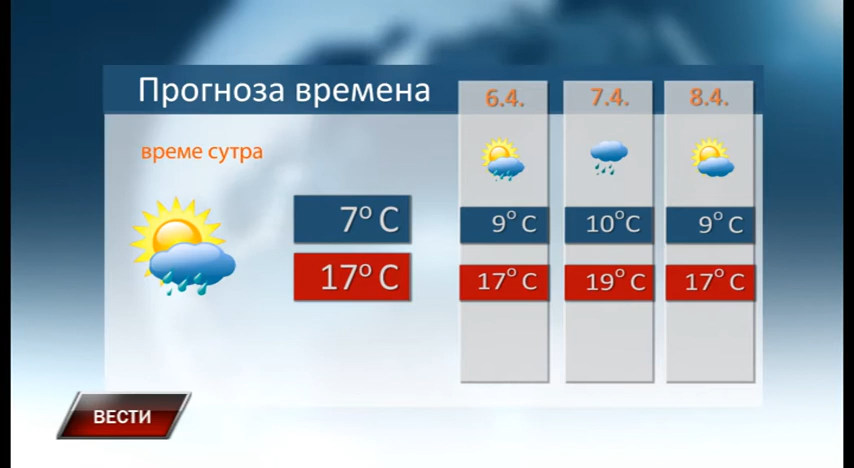 Прогноза времена
време сутра
7° C
17° C
6.4.
9° C
17° C
7.4.
10°C
19° C
8.4.
9° C
17° C
ВЕСТИ